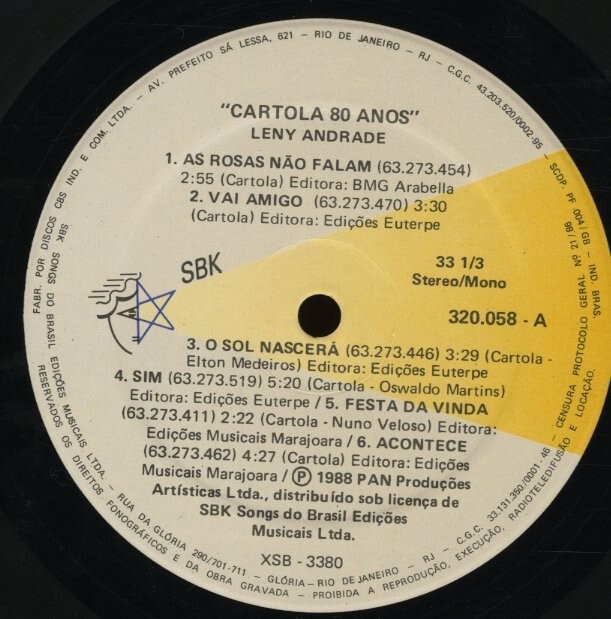 "CARTOLA 80 ANOS"
LENY ANDRADE
1. AS ROSAS NÃO FALAM (63.273.454)
2:55 (Cartola) Editora: BMG Arabella
2. VAI AMIGO (63.273.470) 3:30
(Cartola) Editora: Edições Euterpe
SBK
33 1/3
Stereo/Mono
320.058 - A
3. O SOL NASCERÁ (63.273.446) 3:29 (Cartola -
Elton Medeiros) Editora: Edições Euterpe
4. SIM (63.273.519) 5:20 (Cartola - Oswaldo Martins)
Editora: Edições Euterpe / 5. FESTA DA VINDA
(63.273.411) 2:22 (Cartola - Nuno Veloso) Editora:
Edições Musicais Marajoara / 6. ACONTECE
(63.273.462) 4:27 (Cartola) Editora: Edições
Musicais Marajoara / Ⓟ 1988 PAN Produções
Artísticas Ltda., distribuído sob licença de
SBK Songs do Brasil Edições
Musicais Ltda.
XSB - 3380
FABR. POR DISCOS CBS IND. E COM. LTDA. - AV. PREFEITO SÁ LESSA, 621 - RIO DE JANEIRO - RJ - C.G.C. 43.203.520/0002-95 - SCDP. PF 004/BG
SBK SONGS DO BRASIL EDIÇÕES MUSICAIS LTDA. - RUA DA GLÓRIA 290/701-711 - GLÓRIA - RIO DE JANEIRO - RJ - C.G.C. 33.131.350/0001-46 - CENSURA PROTOCOLO GERAL Nº 21/86 UNI. BRAS.
RESERVADOS OS DIREITOS FONOGRÁFICOS E DA OBRA GRAVADA - PROIBIDA A REPRODUÇÃO, EXECUÇÃO, RADIOTELEDIFUSÃO E LOCAÇÃO.